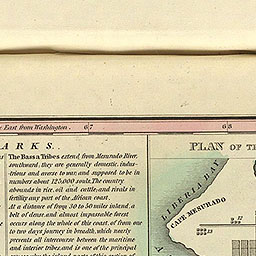 East from Washington. 67 68
ARKS.
PLAN OF T
The Bassa Tribes extend from Mesurado River,
southward; they are generally domestic, indus-
trious and averse to war, and supposed to be in
numbers about 125,000 souls. The country
abounds in rice, oil and cattle, and rivals in
fertility any part of the African coast.
At a distance of from 30 to 50 miles inland, a
belt of dense and almost impassable forest
occurs along the whole of this coast, of from one
to two days journey in breadth, which nearly
prevents all intercourse between the maritime
and interior tribes, and is one of the principal
LIBERIA BAY
CAPE MESURADO